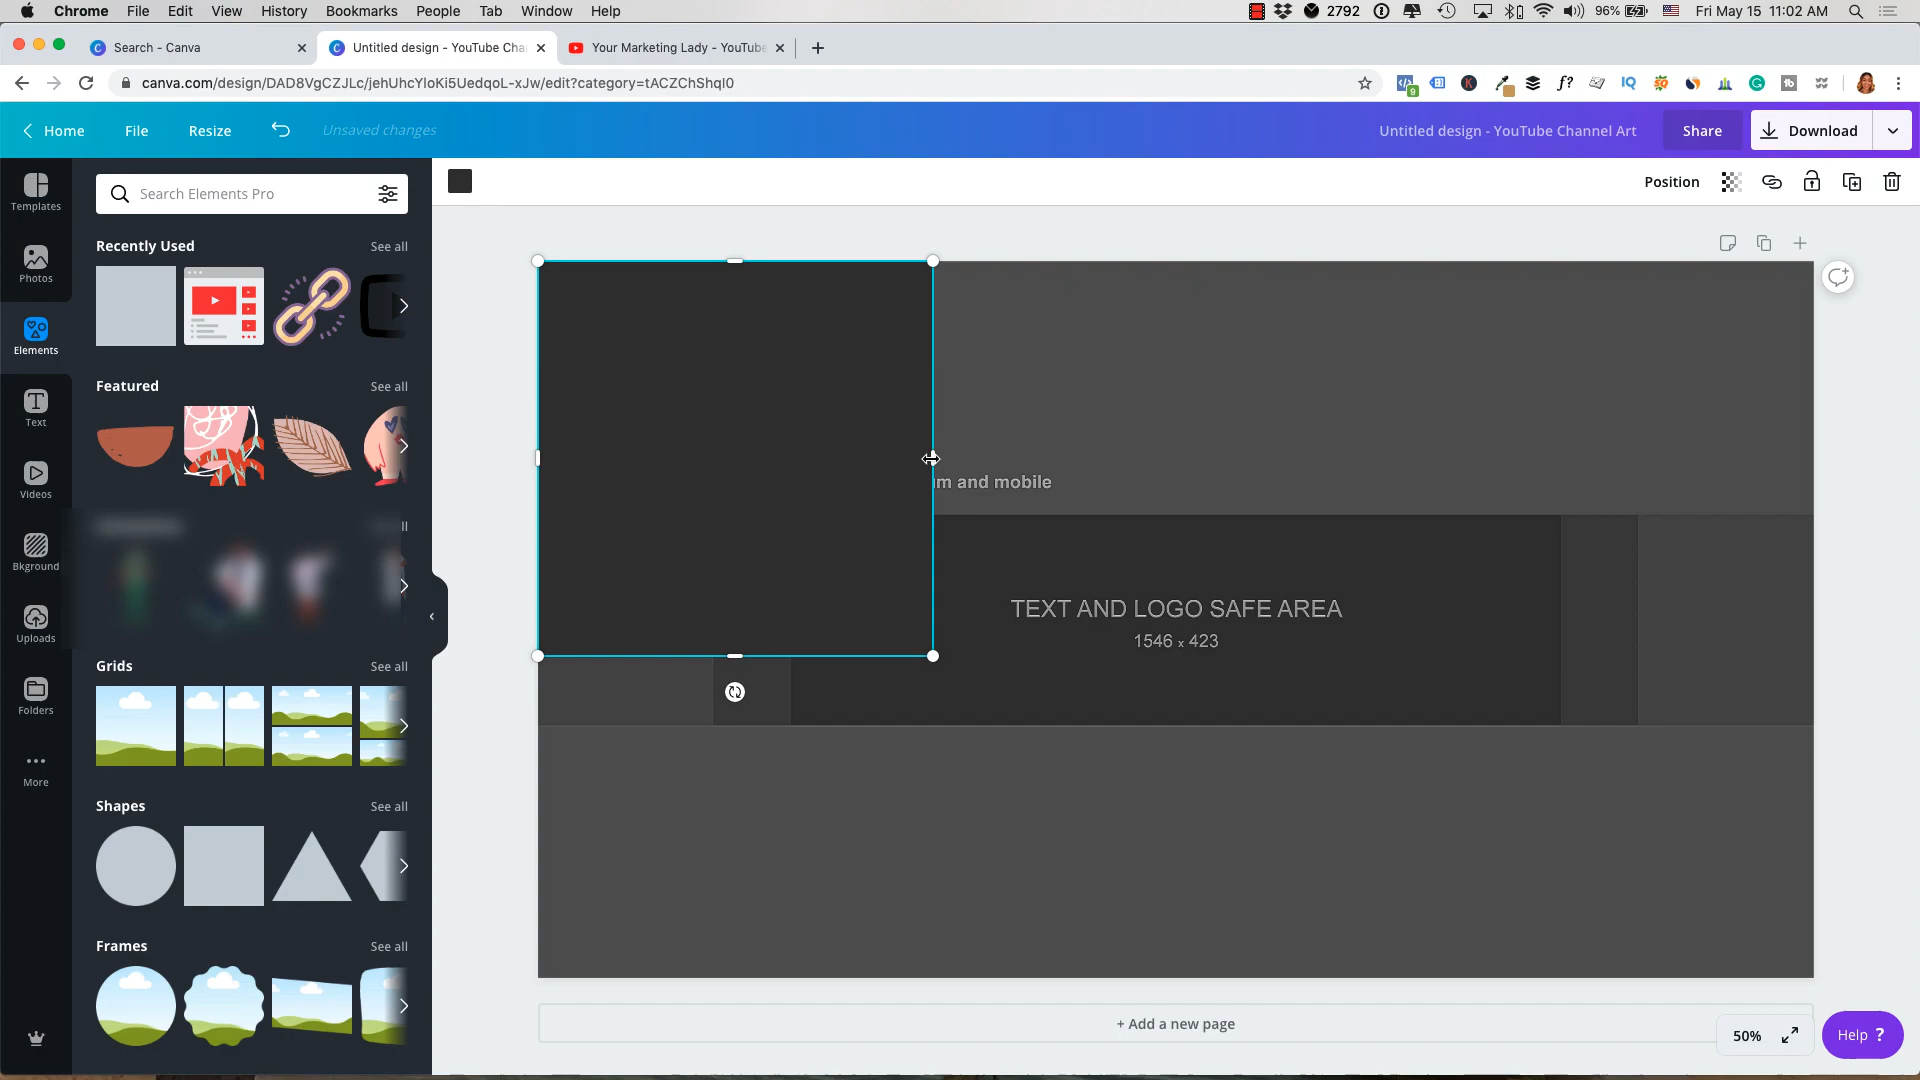 Chrome File Edit View History Bookmarks People Tab Window Help 2792 96% Fri May 15 11:02 AM
Search - Canva Untitled design - YouTube Cha Your Marketing Lady - YouTube
canva.com/design/DAD8VgCZJLc/jehUhcYloKi5UedqoL-xJw/edit?category=tACZChShqI0
Home File Resize Unsaved changes Untitled design - YouTube Channel Art Share Download
Templates
Photos
Elements
Text
Videos
Bkground
Uploads
Folders
More
Search Elements Pro
Recently Used See all
Featured See all
ll
Grids See all
Shapes See all
Frames See all
Position
um and mobile
TEXT AND LOGO SAFE AREA
1546 x 423
+ Add a new page
50%
Help ?